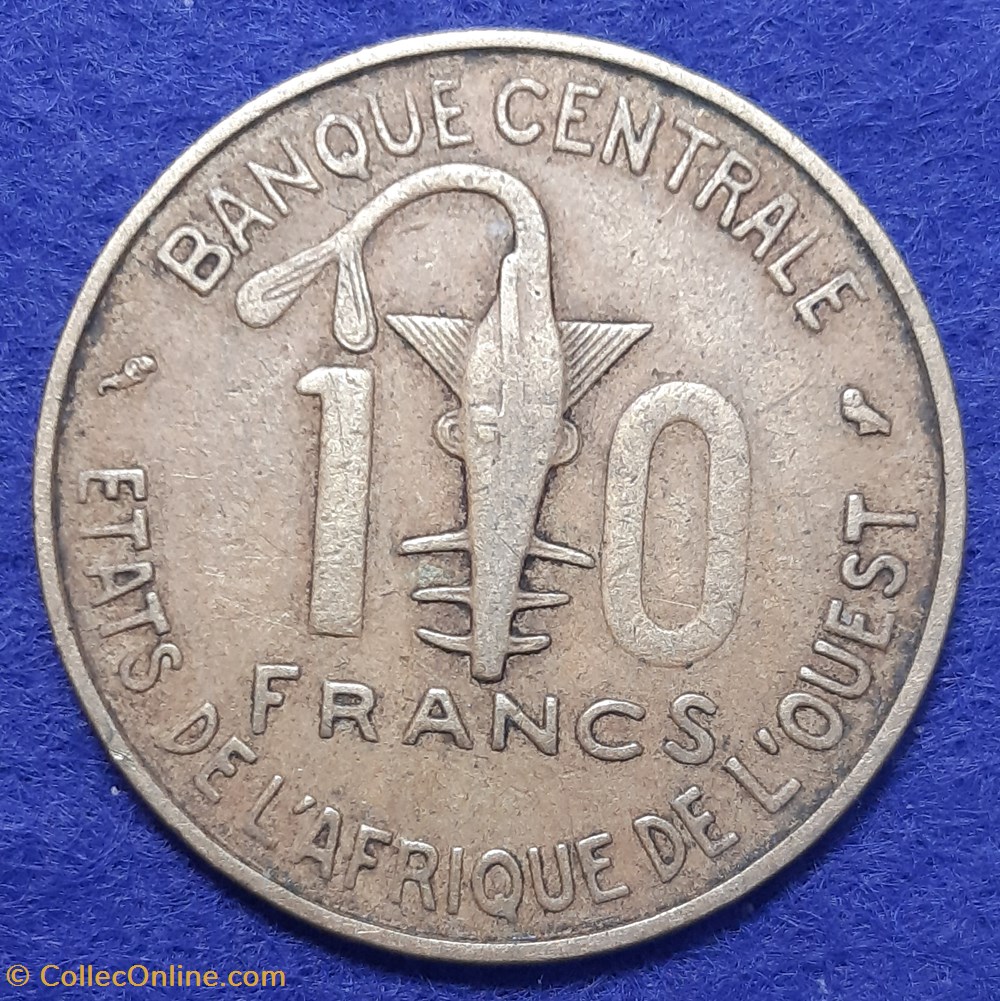 BANQUE CENTRALE
10
FRANCS
ETATS DE L'AFRIQUE DE L'OUEST
© CollecOnline.com